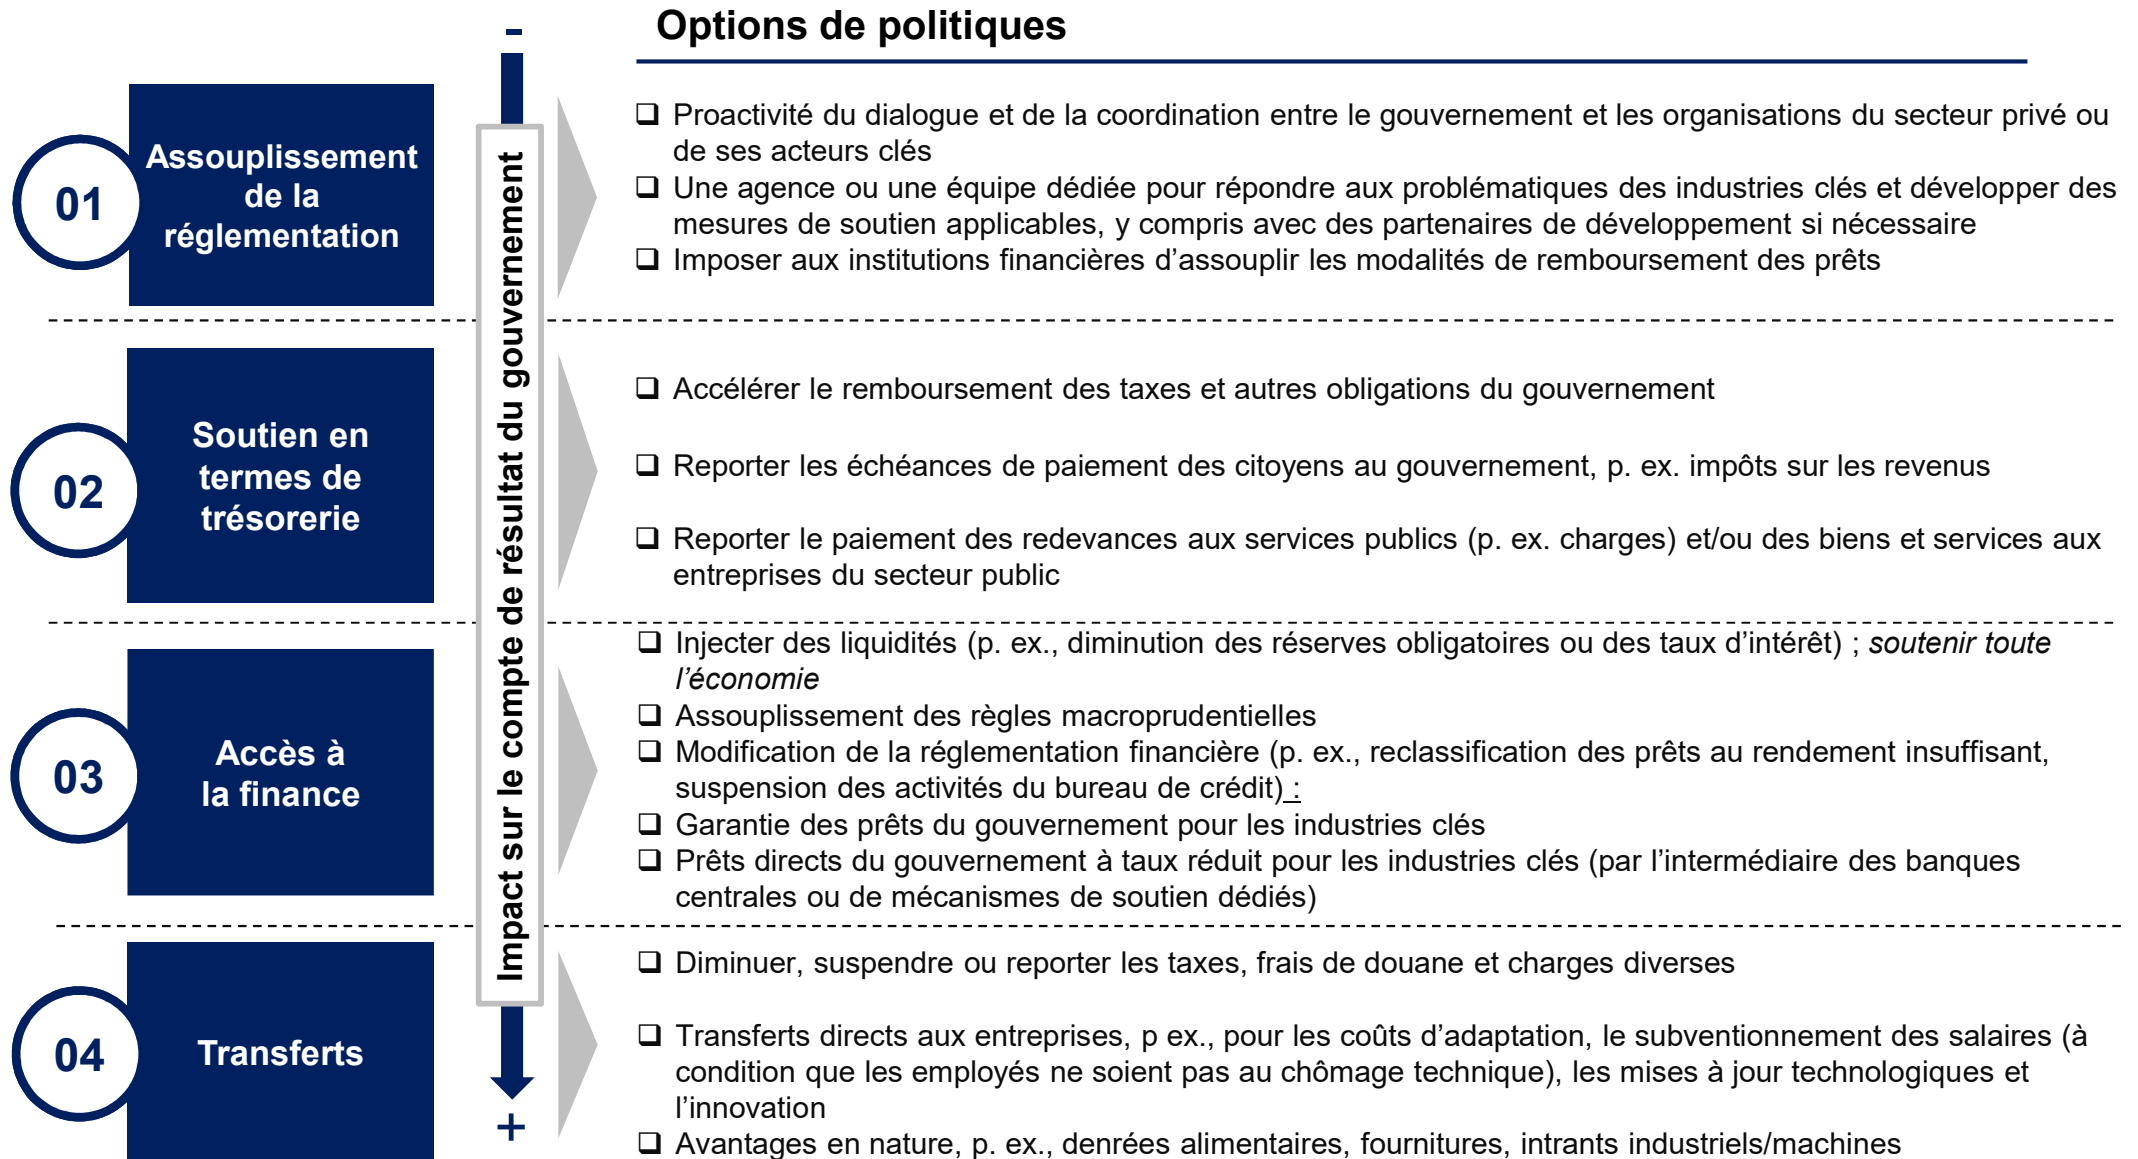 Options de politiques
-
Impact sur le compte de résultat du gouvernement
+
01
Assouplissement
de la
réglementation
❑ Proactivité du dialogue et de la coordination entre le gouvernement et les organisations du secteur privé ou
de ses acteurs clés
❑ Une agence ou une équipe dédiée pour répondre aux problématiques des industries clés et développer des
mesures de soutien applicables, y compris avec des partenaires de développement si nécessaire
❑ Imposer aux institutions financières d’assouplir les modalités de remboursement des prêts
02
Soutien en
termes de
trésorerie
❑ Accélérer le remboursement des taxes et autres obligations du gouvernement
❑ Reporter les échéances de paiement des citoyens au gouvernement, p. ex. impôts sur les revenus
❑ Reporter le paiement des redevances aux services publics (p. ex. charges) et/ou des biens et services aux
entreprises du secteur public
03
Accès à
la finance
❑ Injecter des liquidités (p. ex., diminution des réserves obligatoires ou des taux d’intérêt) ; soutenir toute
l’économie
❑ Assouplissement des règles macroprudentielles
❑ Modification de la réglementation financière (p. ex., reclassification des prêts au rendement insuffisant,
suspension des activités du bureau de crédit) :
❑ Garantie des prêts du gouvernement pour les industries clés
❑ Prêts directs du gouvernement à taux réduit pour les industries clés (par l’intermédiaire des banques
centrales ou de mécanismes de soutien dédiés)
04
Transferts
❑ Diminuer, suspendre ou reporter les taxes, frais de douane et charges diverses
❑ Transferts directs aux entreprises, p ex., pour les coûts d’adaptation, le subventionnement des salaires (à
condition que les employés ne soient pas au chômage technique), les mises à jour technologiques et
l’innovation
❑ Avantages en nature, p. ex., denrées alimentaires, fournitures, intrants industriels/machines